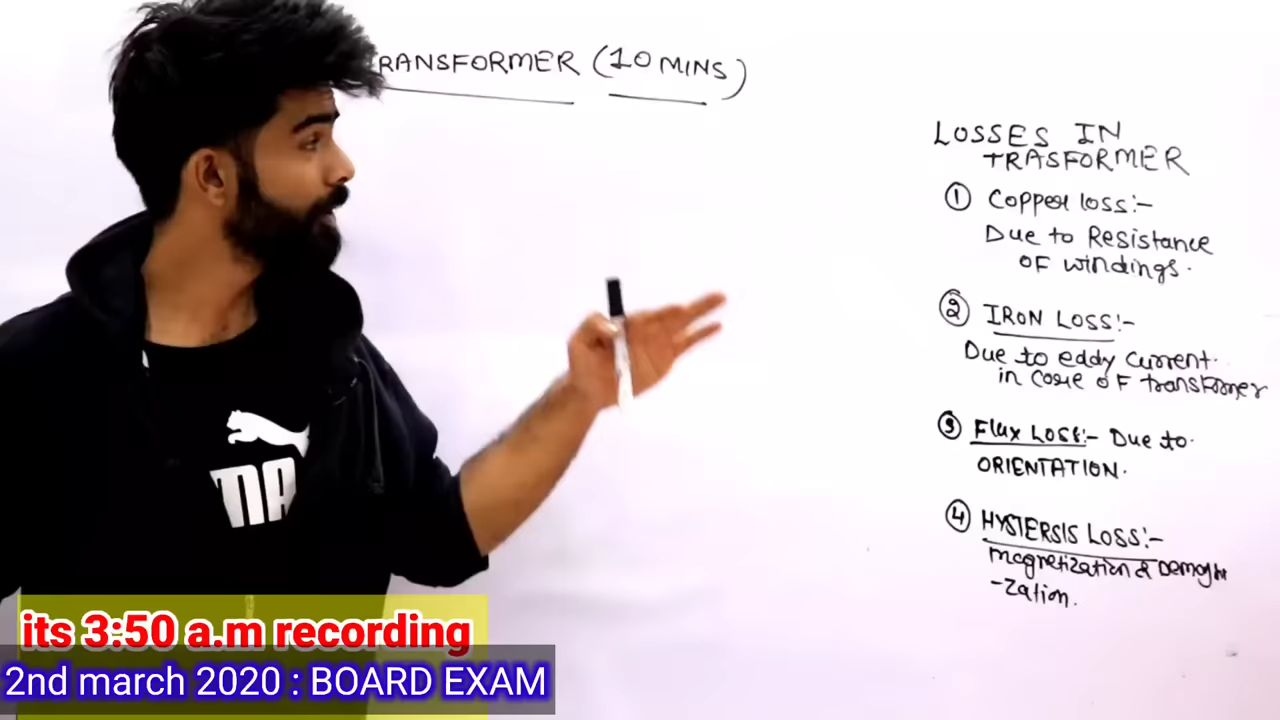 RANSFORMER (10 MINS)
LOSSES IN
TRASFORMER
① Copper loss:-
Due to Resistance
OF windings.
② IRON LOSS:-
Due to eddy current.
in core of transformer
③ Flux Loss:- Due to
ORIENTATION.
④ HYSTERSIS LOSS:-
Magnetization &
-zation.
its 3:50 a.m recording
2nd march 2020 : BOARD EXAM